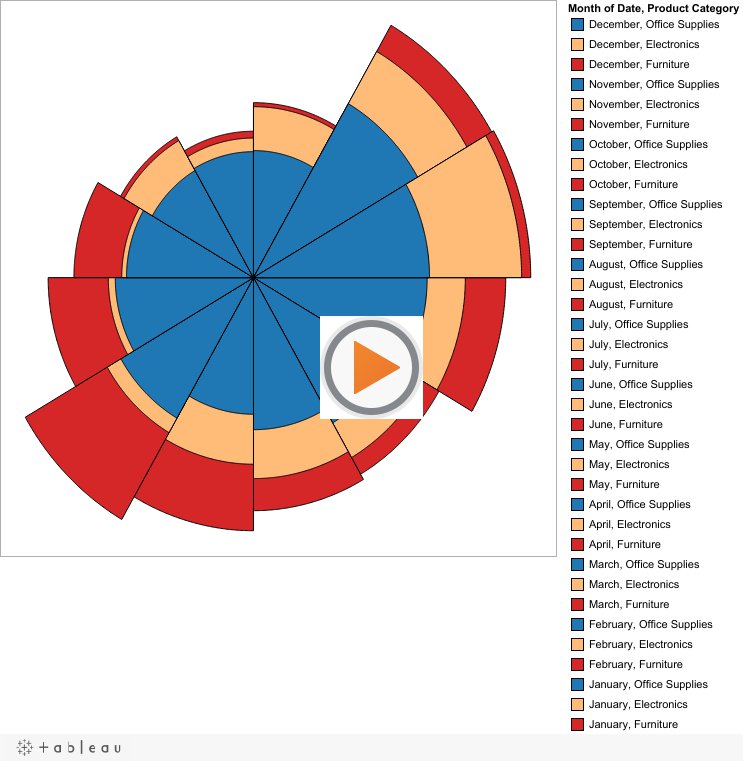 Month of Date, Product Category
December, Office Supplies
December, Electronics
December, Furniture
November, Office Supplies
November, Electronics
November, Furniture
October, Office Supplies
October, Electronics
October, Furniture
September, Office Supplies
September, Electronics
September, Furniture
August, Office Supplies
August, Electronics
August, Furniture
July, Office Supplies
July, Electronics
July, Furniture
June, Office Supplies
June, Electronics
June, Furniture
May, Office Supplies
May, Electronics
May, Furniture
April, Office Supplies
April, Electronics
April, Furniture
March, Office Supplies
March, Electronics
March, Furniture
February, Office Supplies
February, Electronics
February, Furniture
January, Office Supplies
January, Electronics
January, Furniture
tableau